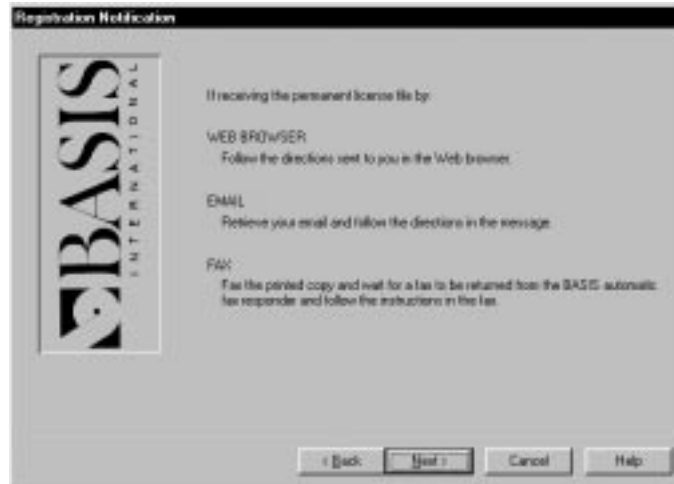 Registration Notification
BASIS
INTERNATIONAL
If receiving the permanent license file by:
WEB BROWSER
Follow the directions sent to you in the Web browser.
EMAIL
Retrieve your email and follow the directions in the message.
FAX
Fax the printed copy and wait for a fax to be returned from the BASIS automatic
fax responder and follow the instructions in the fax.
< Back
Next >
Cancel
Help